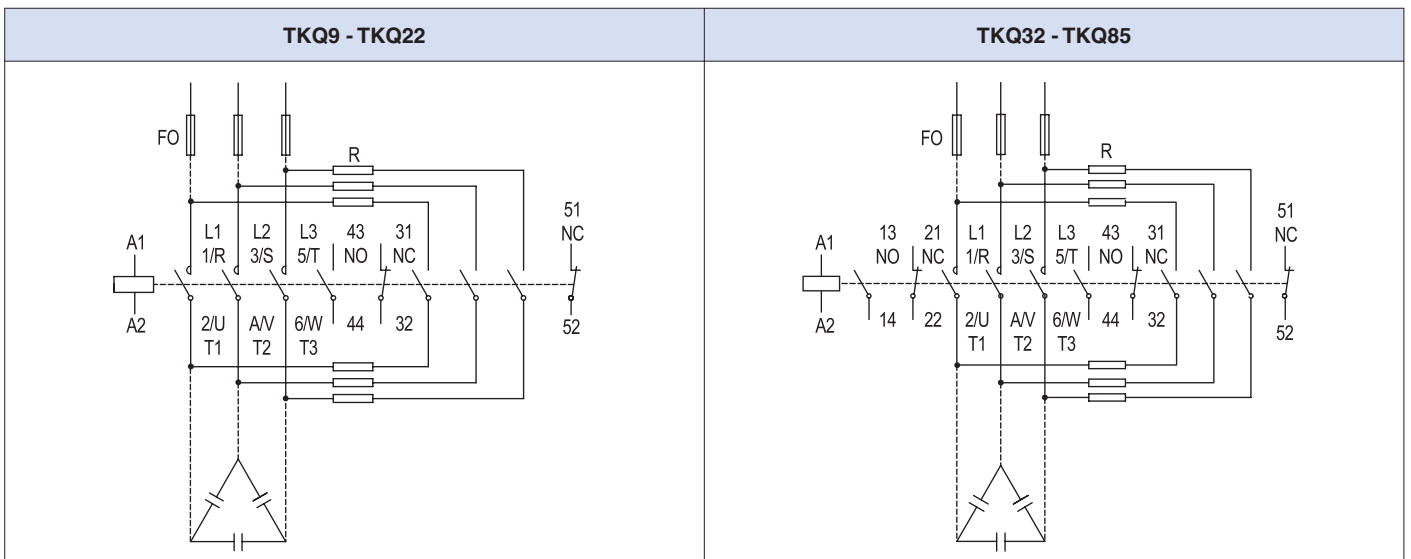 TKQ9 - TKQ22
FO
R
51
NC
L1 L2 L3 43 31
A1 1/R 3/S 5/T NO NC
A2 2/U A/V 6/W 44 32 52
T1 T2 T3
TKQ32 - TKQ85
FO
R
51
NC
13 21 L1 L2 L3 43 31
A1 NO NC 1/R 3/S 5/T NO NC
A2 14 22 2/U A/V 6/W 44 32
52
T1 T2 T3